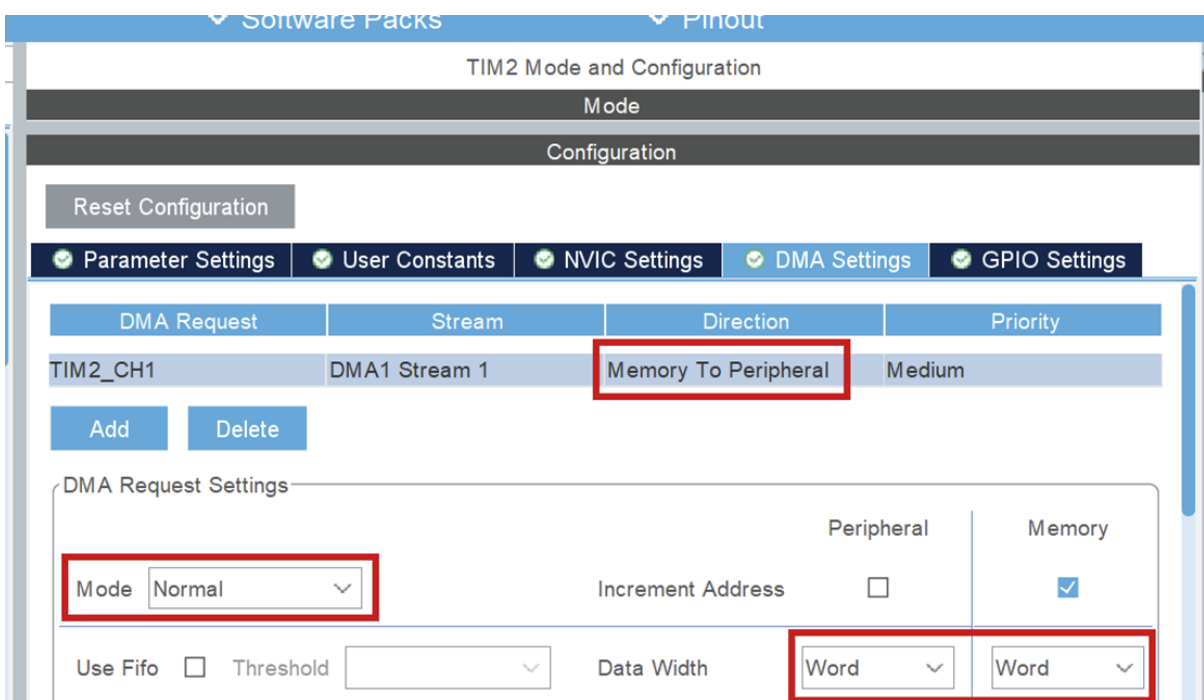 Software Packs Pinout
TIM2 Mode and Configuration
Mode
Configuration
Reset Configuration
Parameter Settings User Constants NVIC Settings DMA Settings GPIO Settings
DMA Request Stream Direction Priority
TIM2_CH1 DMA1 Stream 1 Memory To Peripheral Medium
Add Delete
DMA Request Settings
Peripheral Memory
Mode Normal Increment Address
Use Fifo Threshold Data Width Word Word